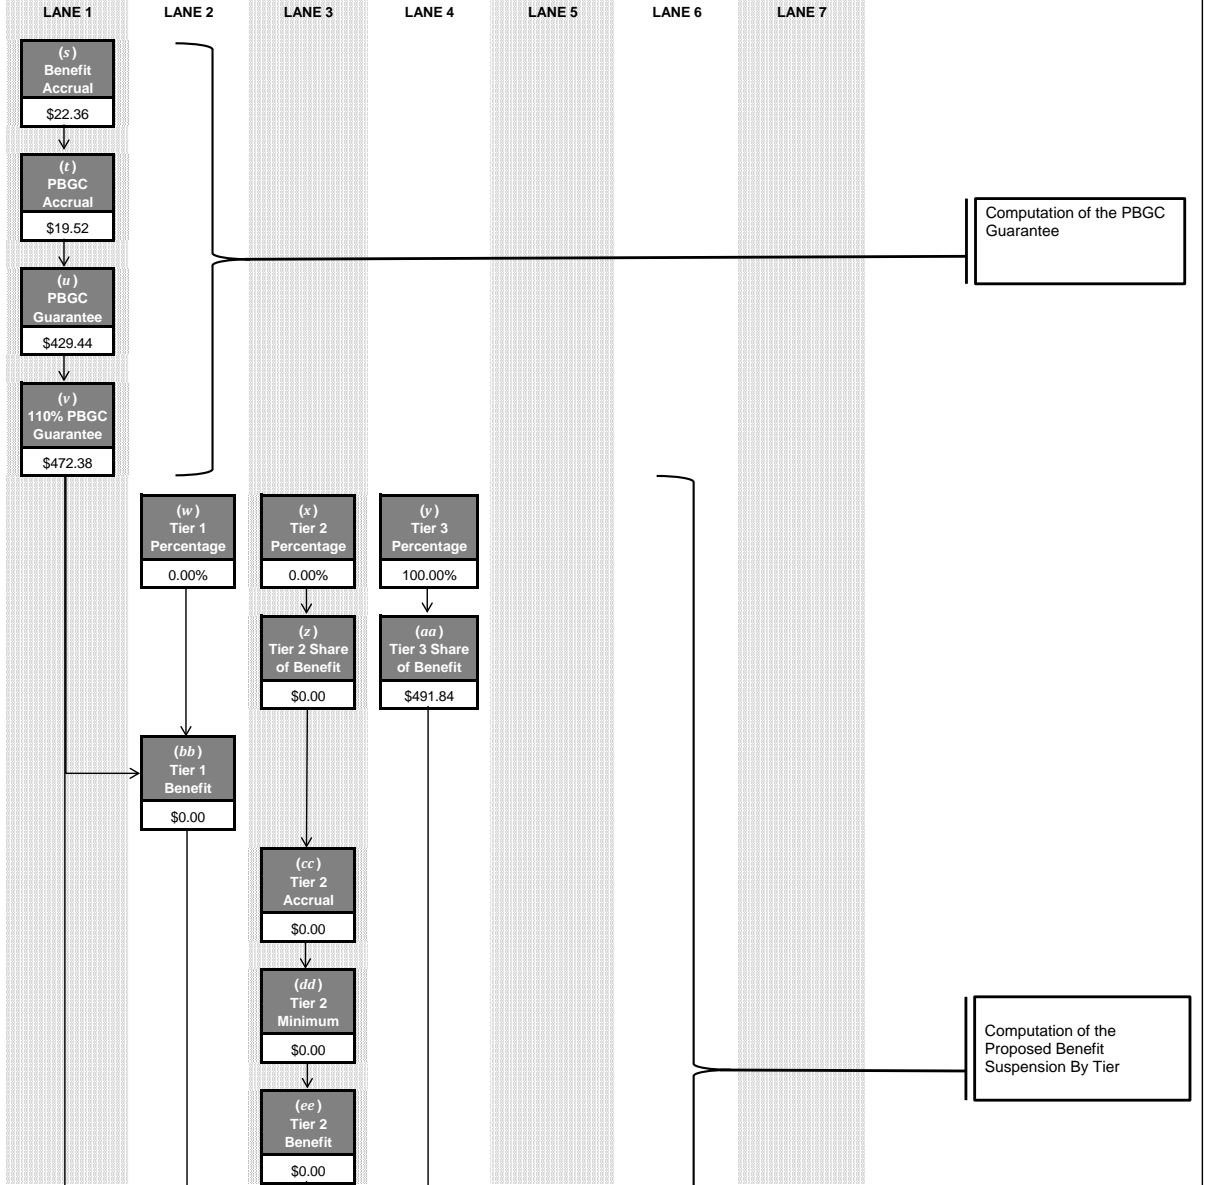 LANE 1 LANE 2 LANE 3 LANE 4 LANE 5 LANE 6 LANE 7
(s)
Benefit
Accrual
$22.36
(t)
PBGC
Accrual
$19.52
(u)
PBGC
Guarantee
$429.44
(v)
110% PBGC
Guarantee
$472.38
Computation of the PBGC
Guarantee
(w)
Tier 1
Percentage
0.00%
(x)
Tier 2
Percentage
0.00%
(y)
Tier 3
Percentage
100.00%
(z)
Tier 2 Share
of Benefit
$0.00
(aa)
Tier 3 Share
of Benefit
$491.84
(bb)
Tier 1
Benefit
$0.00
(cc)
Tier 2
Accrual
$0.00
(dd)
Tier 2
Minimum
$0.00
(ee)
Tier 2
Benefit
$0.00
Computation of the
Proposed Benefit
Suspension By Tier